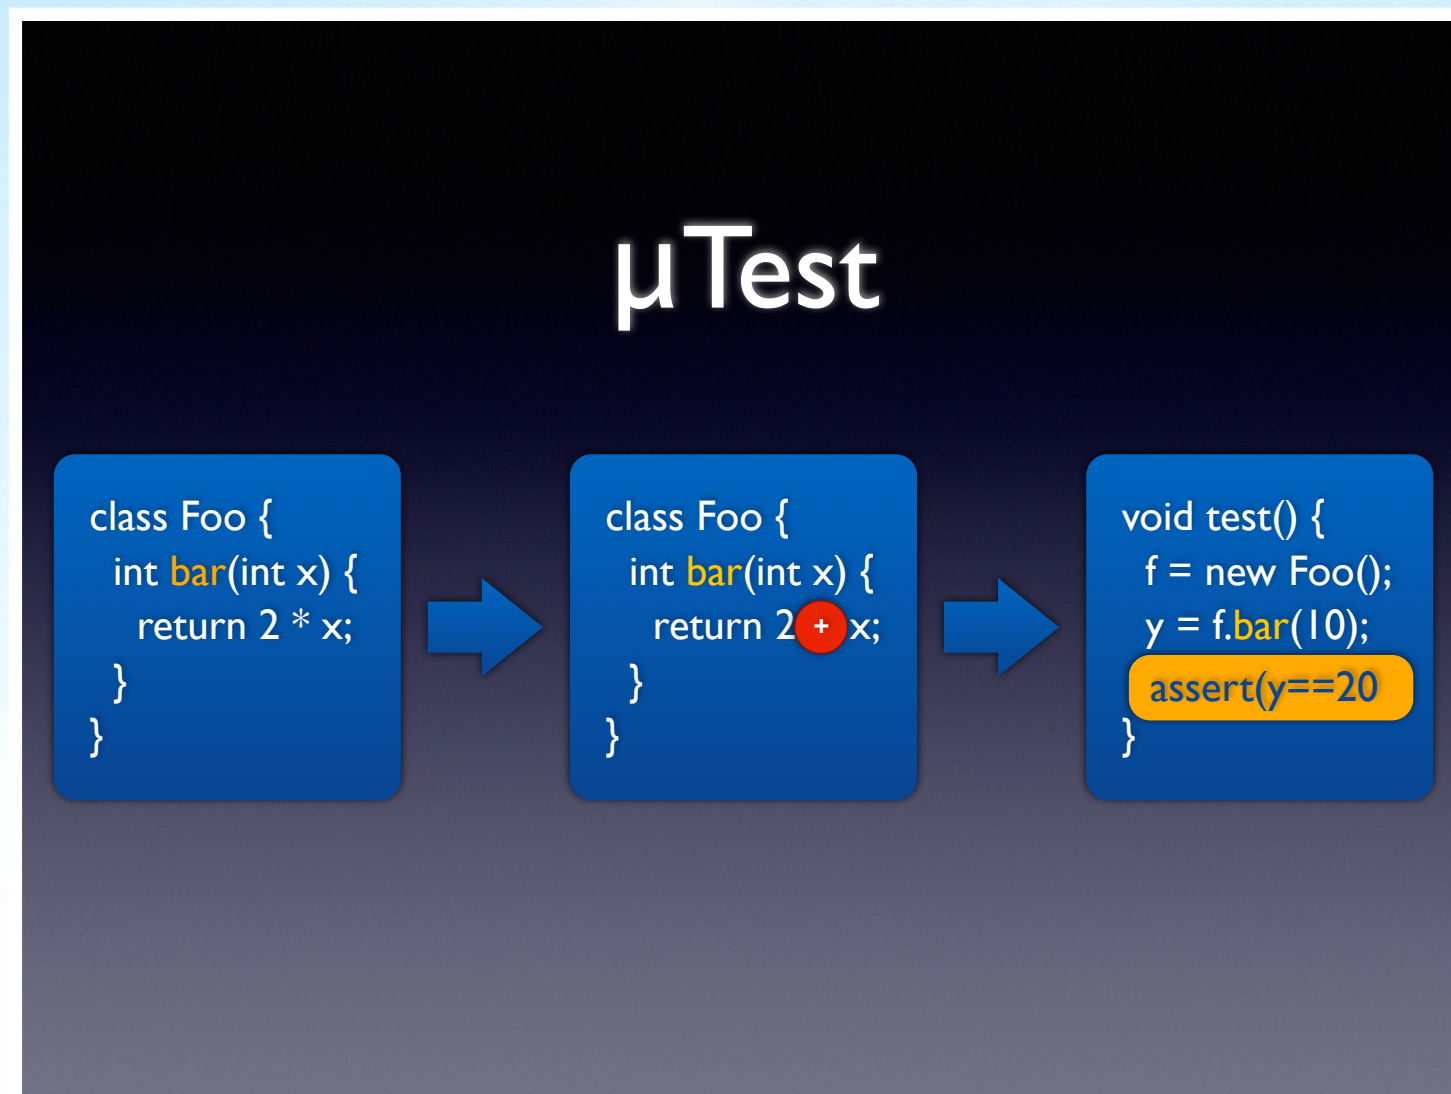 µTest
class Foo {
int bar(int x) {
return 2 * x;
}
}
class Foo {
int bar(int x) {
return 2 + x;
}
}
void test() {
f = new Foo();
y = f.bar(10);
assert(y==20
}